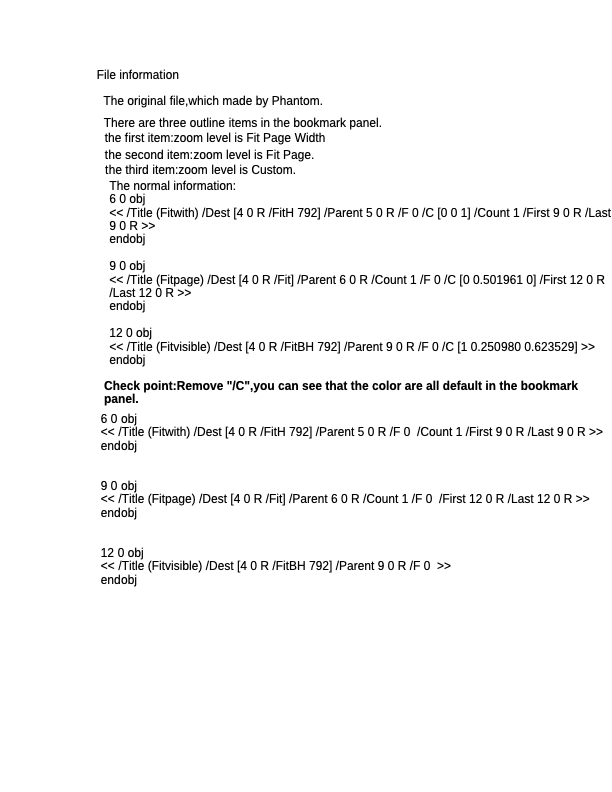 File information
The original file,which made by Phantom.
There are three outline items in the bookmark panel.
the first item:zoom level is Fit Page Width
the second item:zoom level is Fit Page.
the third item:zoom level is Custom.
The normal information:
6 0 obj
<< /Title (Fitwith) /Dest [4 0 R /FitH 792] /Parent 5 0 R /F 0 /C [0 0 1] /Count 1 /First 9 0 R /Last
9 0 R >>
endobj
9 0 obj
<< /Title (Fitpage) /Dest [4 0 R /Fit] /Parent 6 0 R /Count 1 /F 0 /C [0 0.501961 0] /First 12 0 R
/Last 12 0 R >>
endobj
12 0 obj
<< /Title (Fitvisible) /Dest [4 0 R /FitBH 792] /Parent 9 0 R /F 0 /C [1 0.250980 0.623529] >>
endobj
Check point:Remove "/C",you can see that the color are all default in the bookmark
panel.
6 0 obj
<< /Title (Fitwith) /Dest [4 0 R /FitH 792] /Parent 5 0 R /F 0  /Count 1 /First 9 0 R /Last 9 0 R >>
endobj
9 0 obj
<< /Title (Fitpage) /Dest [4 0 R /Fit] /Parent 6 0 R /Count 1 /F 0  /First 12 0 R /Last 12 0 R >>
endobj
12 0 obj
<< /Title (Fitvisible) /Dest [4 0 R /FitBH 792] /Parent 9 0 R /F 0  >>
endobj